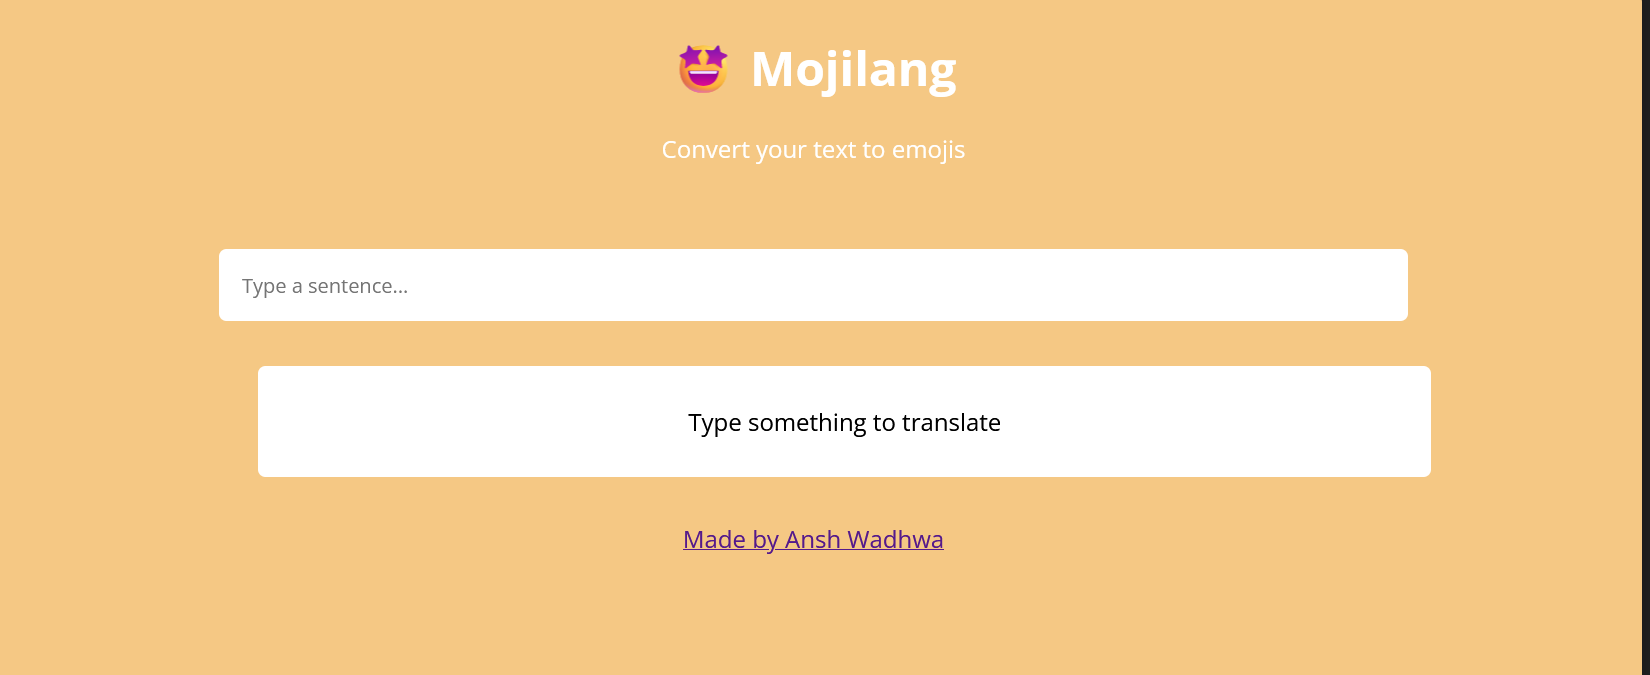 🤩 Mojilang
Convert your text to emojis
Type a sentence...
Type something to translate
Made by Ansh Wadhwa